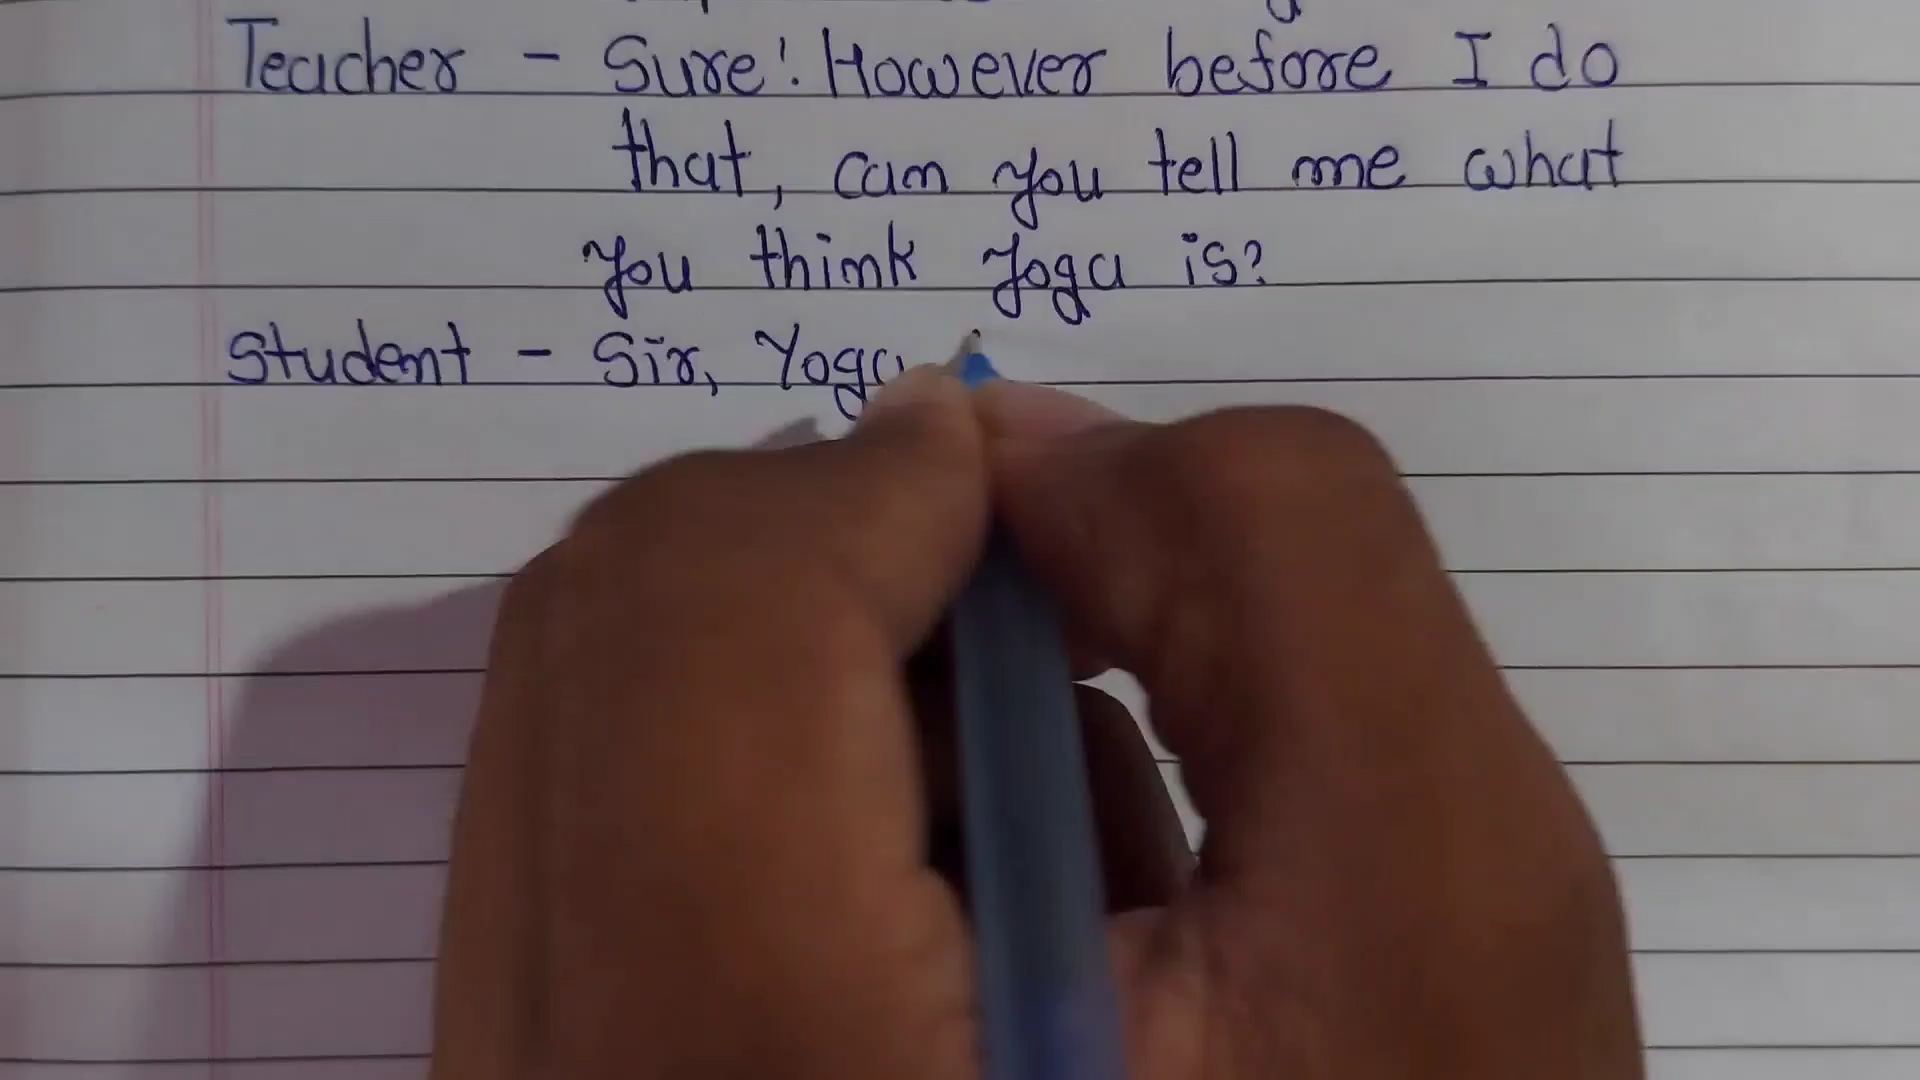 Teacher - Sure! However before I do
that, can you tell me what
you think Yoga is?
Student - Sir, Yoga